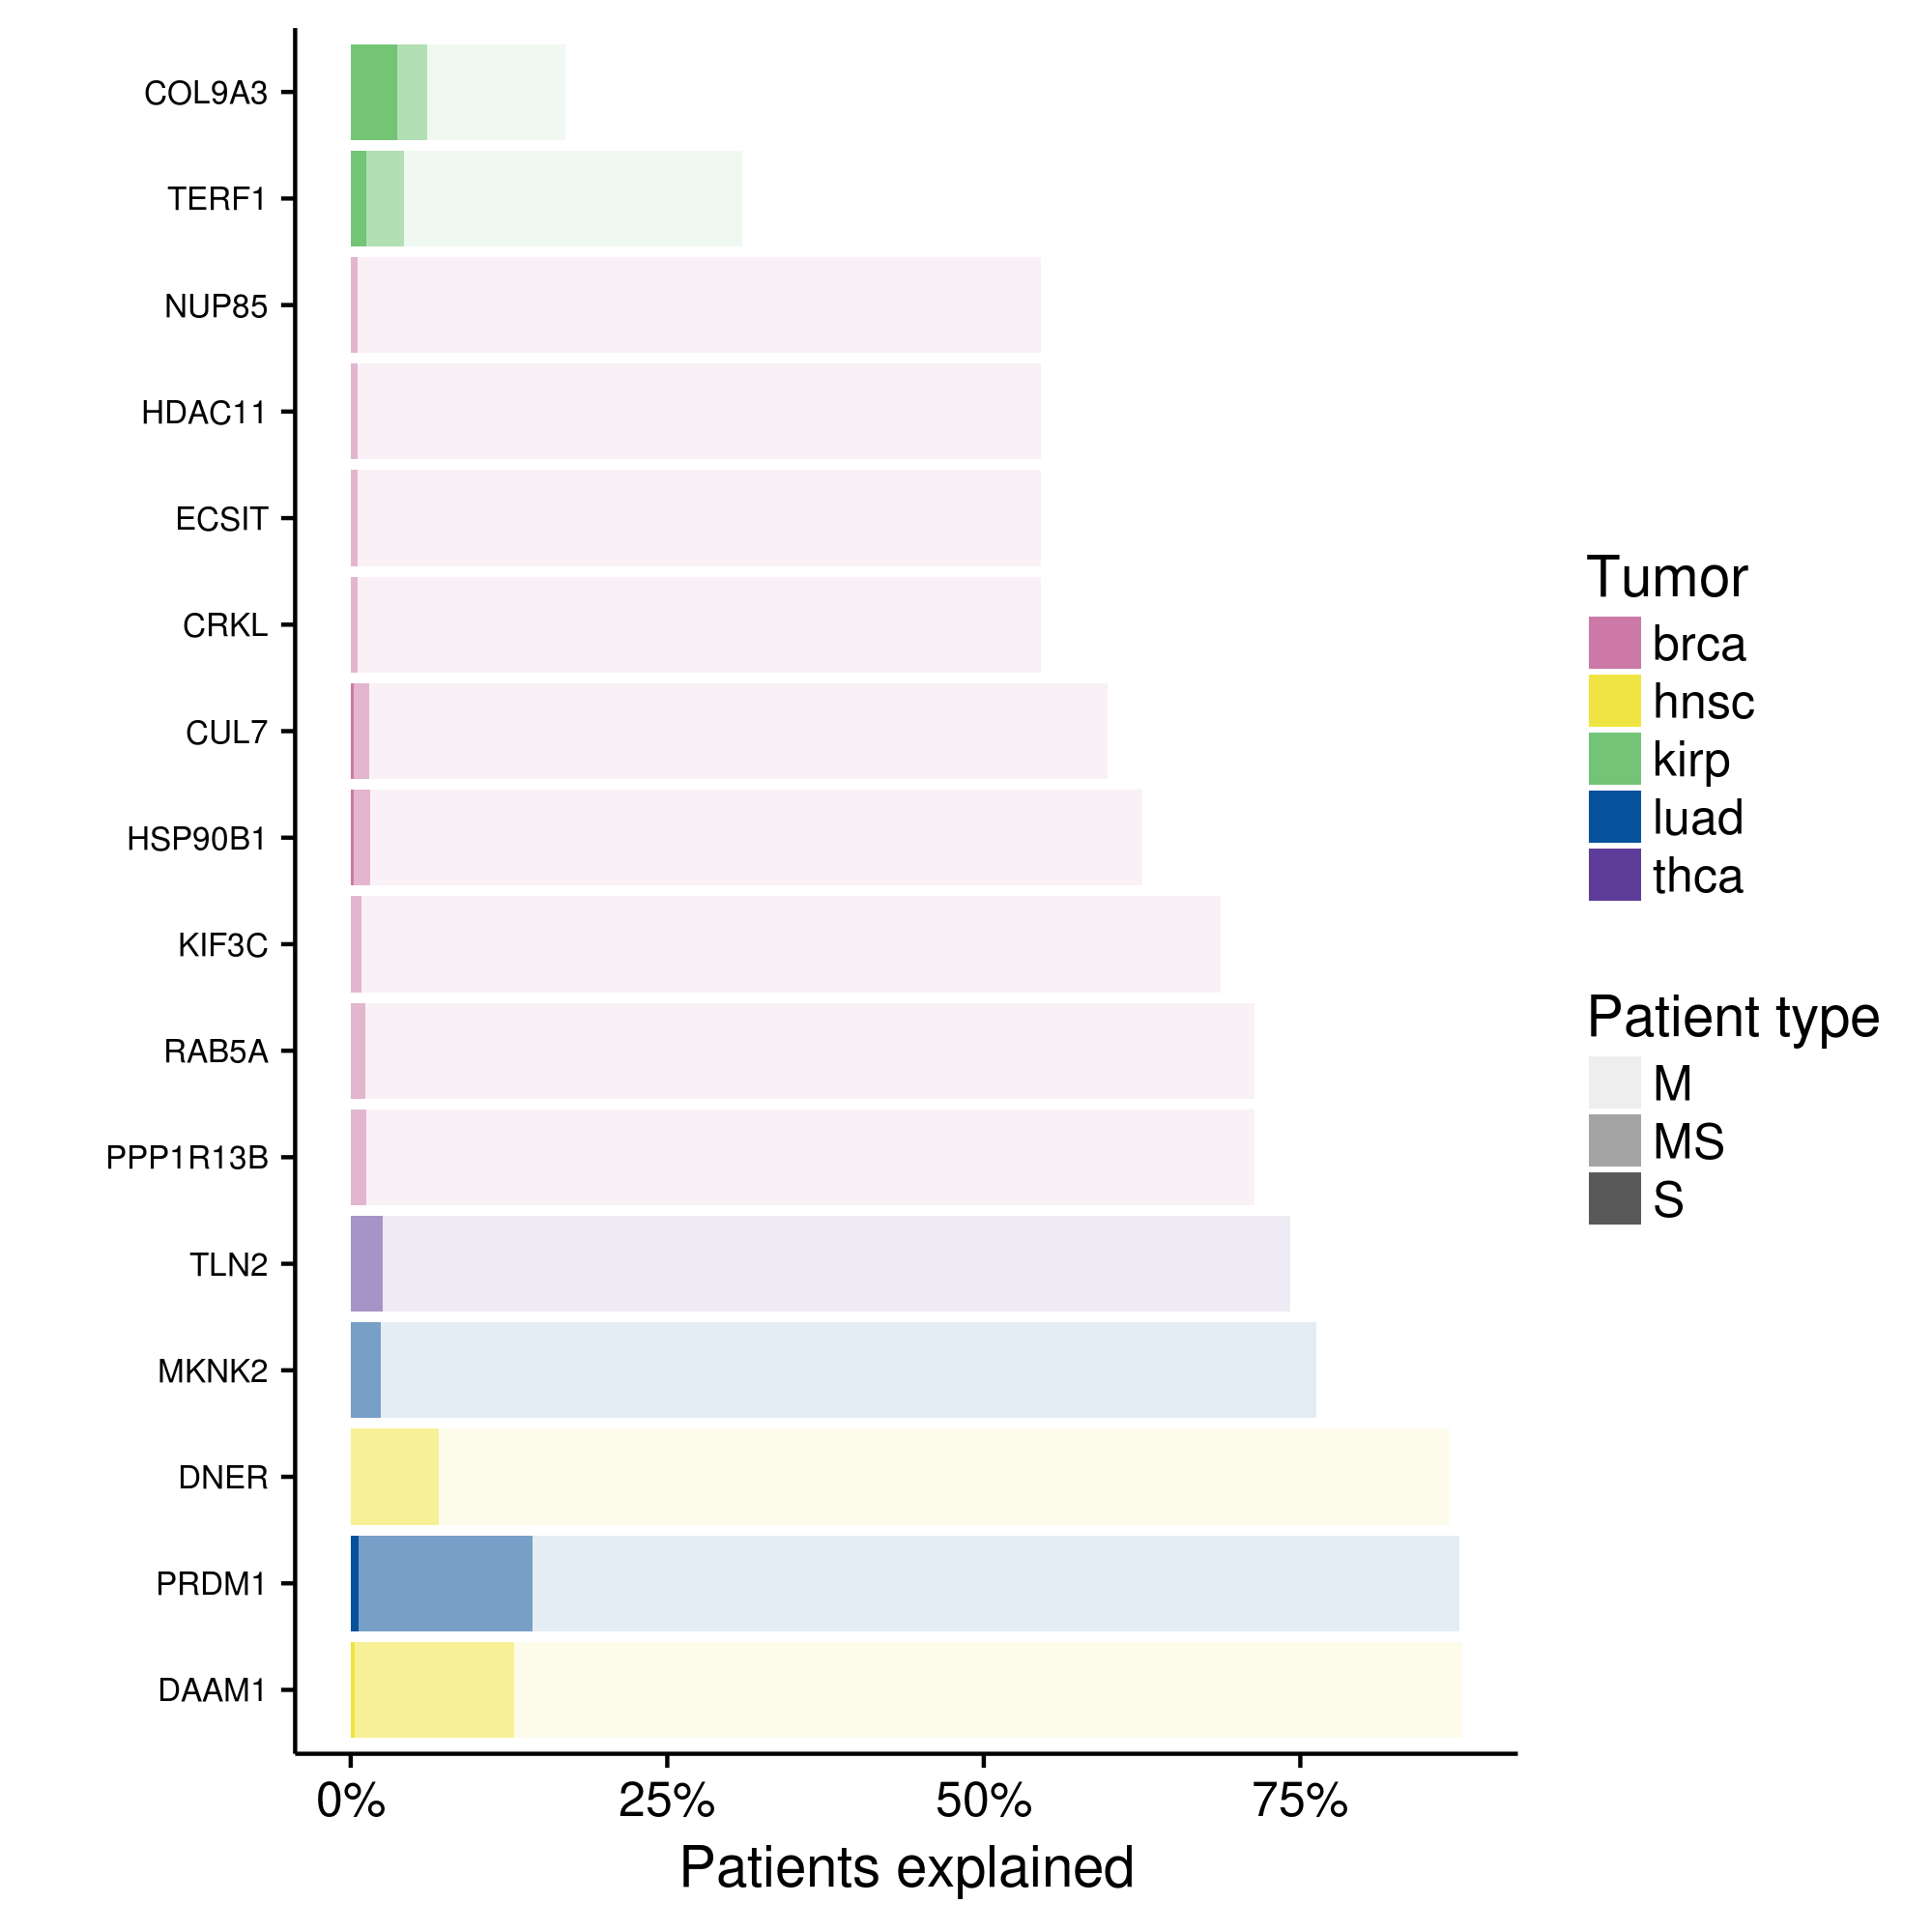 COL9A3
TERF1
NUP85
HDAC11
ECSIT
CRKL
CUL7
HSP90B1
KIF3C
RAB5A
PPP1R13B
TLN2
MKNK2
DNER
PRDM1
DAAM1
0% 25% 50% 75%
Patients explained
Tumor
brca
hnsc
kirp
luad
thca
Patient type
M
MS
S